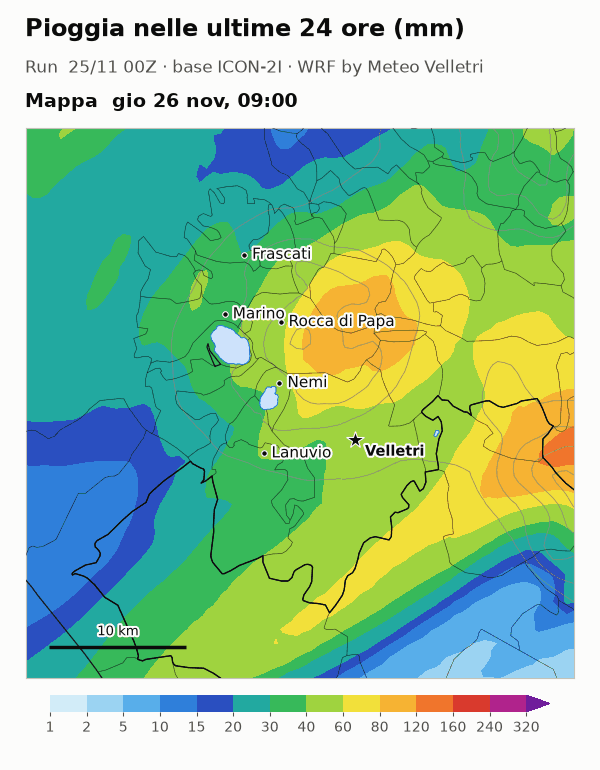 Pioggia nelle ultime 24 ore (mm)
Run  25/11 00Z · base ICON-2I · WRF by Meteo Velletri
Mappa  gio 26 nov, 09:00
Frascati
Marino
Rocca di Papa
Nemi
Velletri
Lanuvio
10 km
1 2 5 10 15 20 30 40 60 80 120 160 240 320